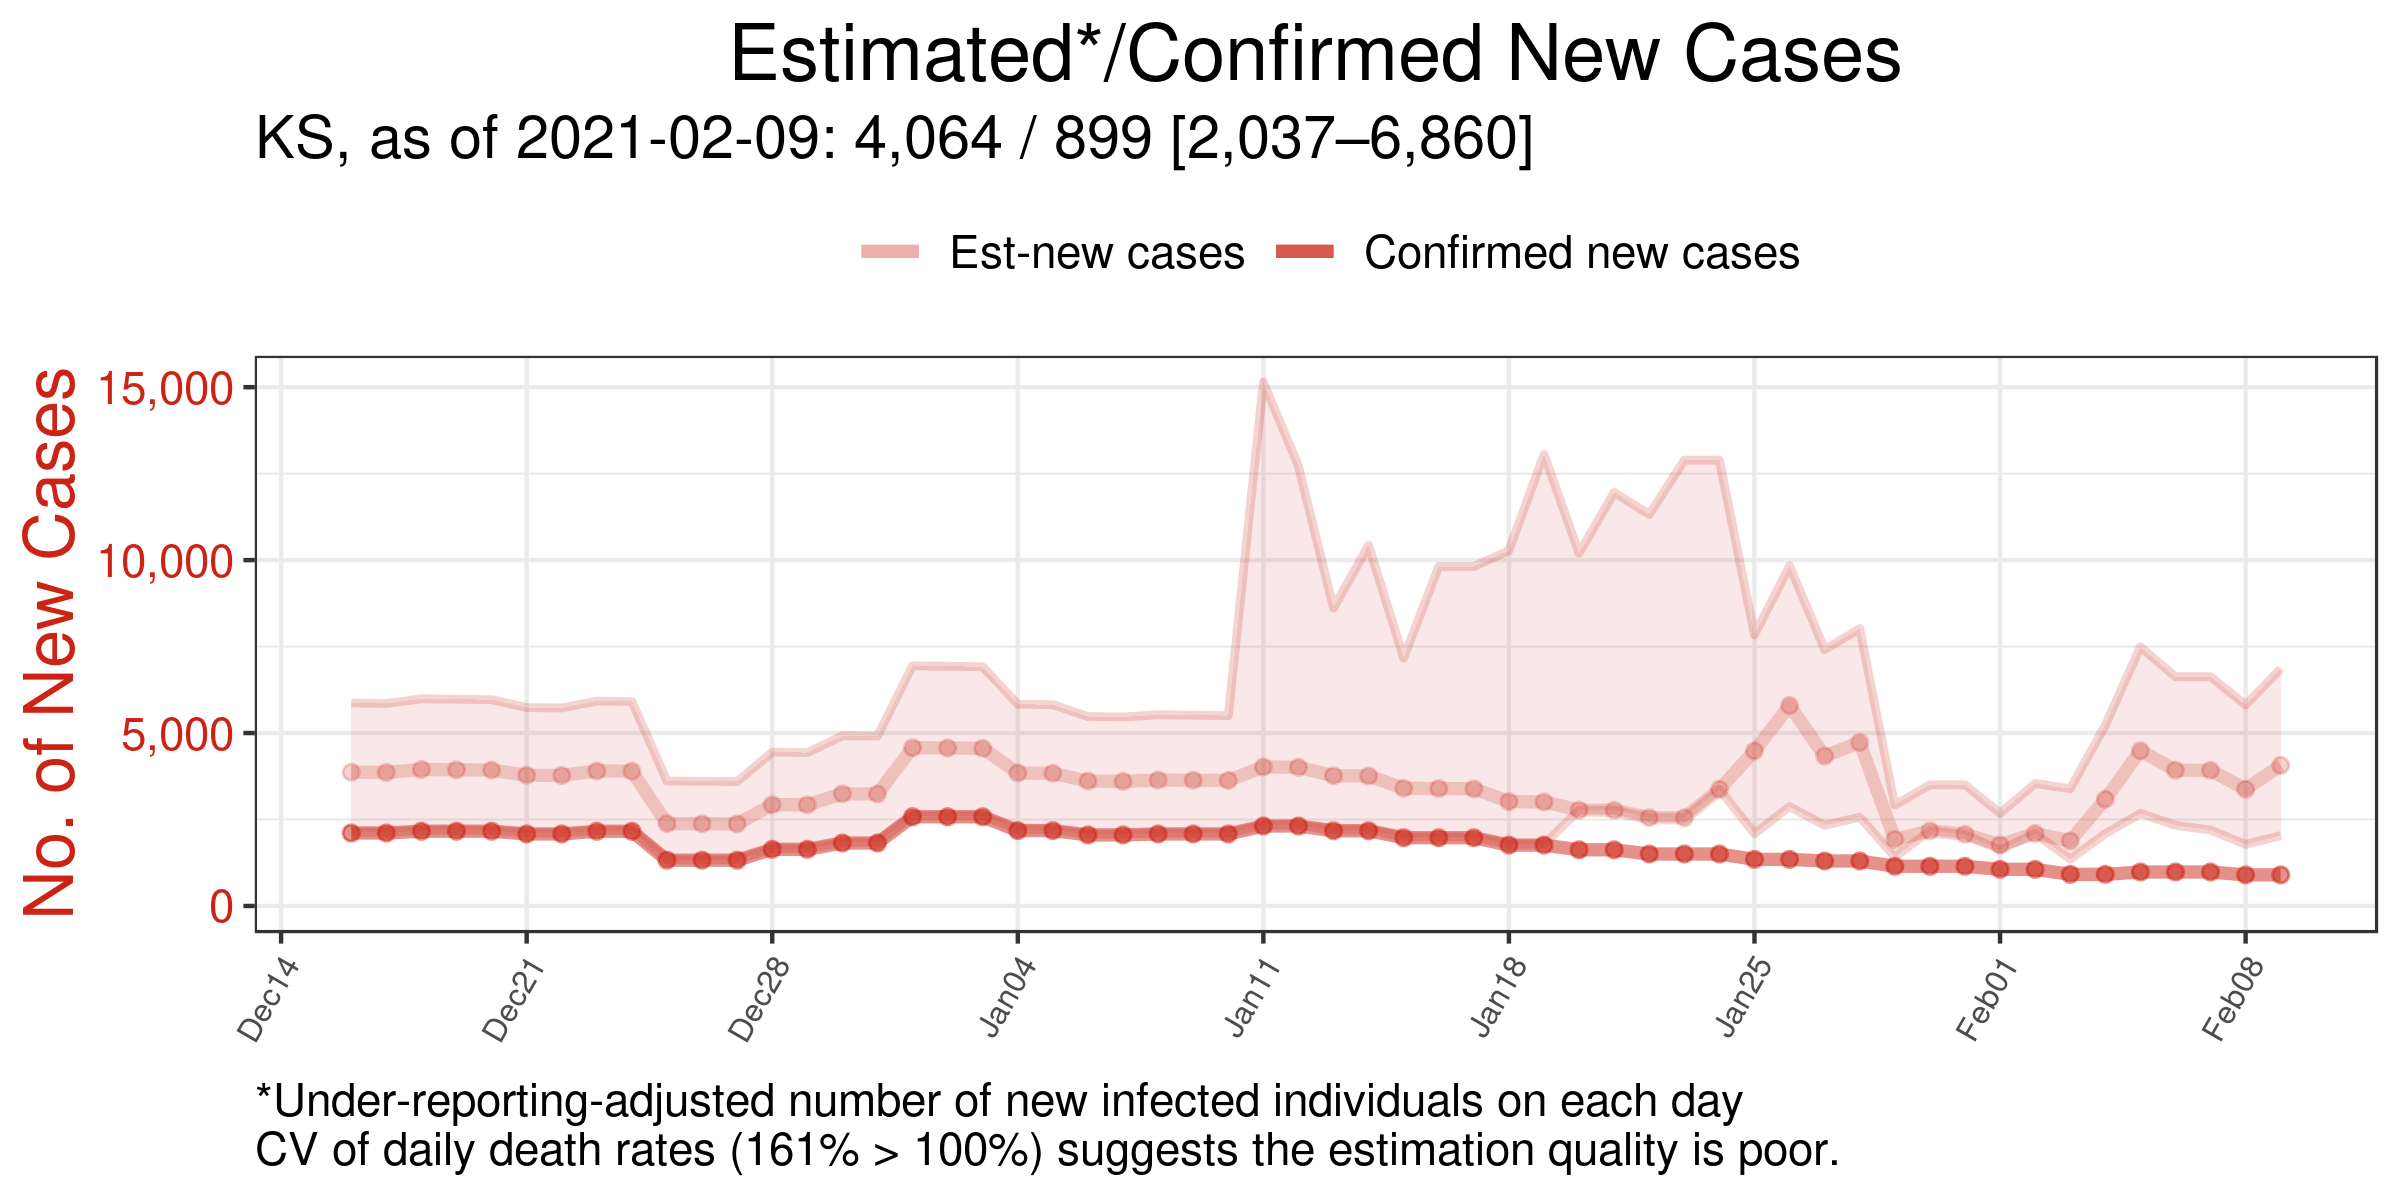 Estimated*/Confirmed New Cases
KS, as of 2021-02-09: 4,064 / 899 [2,037–6,860]
Est-new cases
Confirmed new cases
No. of New Cases
15,000
10,000
5,000
0
Dec14
Dec21
Dec28
Jan04
Jan11
Jan18
Jan25
Feb01
Feb08
*Under-reporting-adjusted number of new infected individuals on each day
CV of daily death rates (161% > 100%) suggests the estimation quality is poor.